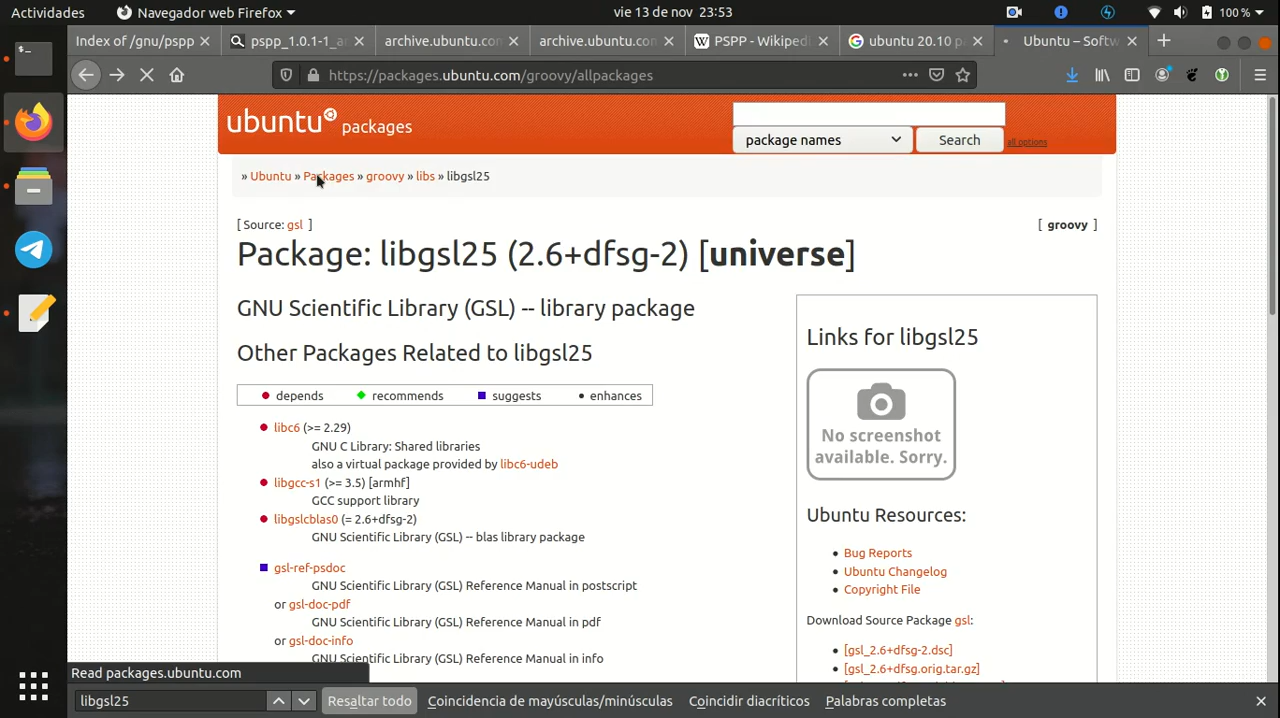 Actividades
Navegador web Firefox
vie 13 de nov 23:53
100 %
Index of /gnu/pspp
pspp_1.0.1-1_a
archive.ubuntu.co
archive.ubuntu.co
W PSPP - Wikipedi
G ubuntu 20.10 p
Ubuntu – Softw
https://packages.ubuntu.com/groovy/allpackages
ubuntu packages
package names
Search
all options
» Ubuntu » Packages » groovy » libs » libgsl25
[ Source: gsl ]
[ groovy ]
Package: libgsl25 (2.6+dfsg-2) [universe]
GNU Scientific Library (GSL) -- library package
Other Packages Related to libgsl25
depends
recommends
suggests
enhances
libc6 (>= 2.29)
GNU C Library: Shared libraries
also a virtual package provided by libc6-udeb
libgcc-s1 (>= 3.5) [armhf]
GCC support library
libgslcblas0 (= 2.6+dfsg-2)
GNU Scientific Library (GSL) -- blas library package
gsl-ref-psdoc
GNU Scientific Library (GSL) Reference Manual in postscript
or gsl-doc-pdf
GNU Scientific Library (GSL) Reference Manual in pdf
or gsl-doc-info
GNU Scientific Library (GSL) Reference Manual in info
Links for libgsl25
No screenshot
available. Sorry.
Ubuntu Resources:
Bug Reports
Ubuntu Changelog
Copyright File
Download Source Package gsl:
[gsl_2.6+dfsg-2.dsc]
[gsl_2.6+dfsg.orig.tar.gz]
Read packages.ubuntu.com
libgsl25
Resaltar todo
Coincidencia de mayúsculas/minúsculas
Coincidir diacríticos
Palabras completas